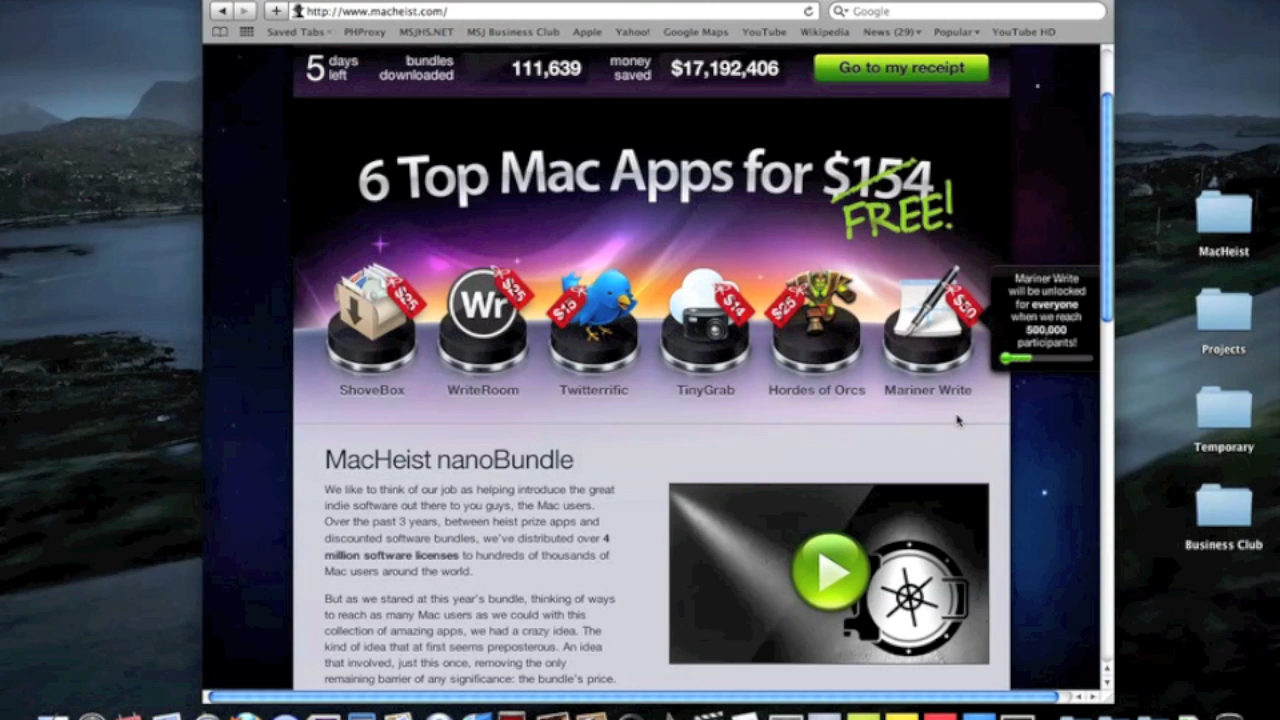 http://www.macheist.com/
Google
Saved Tabs
PHProxy
MSJHS.NET
MSJ Business Club
Apple
Yahoo!
Google Maps
YouTube
Wikipedia
News (29)
Popular
YouTube HD
5 days left
bundles downloaded
111,639
money saved
$17,192,406
Go to my receipt
6 Top Mac Apps for $154
FREE!
$25
$25
$15
$14
$25
$50
Wr
Mariner Write
will be unlocked
for everyone
when we reach
500,000
participants!
ShoveBox
WriteRoom
Twitterrific
TinyGrab
Hordes of Orcs
Mariner Write
MacHeist nanoBundle
We like to think of our job as helping introduce the great
indie software out there to you guys, the Mac users.
Over the past 3 years, between heist prize apps and
discounted software bundles, we've distributed over 4
million software licenses to hundreds of thousands of
Mac users around the world.
But as we stared at this year's bundle, thinking of ways
to reach as many Mac users as we could with this
collection of amazing apps, we had a crazy idea. The
kind of idea that at first seems preposterous. An idea
that involved, just this once, removing the only
remaining barrier of any significance: the bundle's price.
MacHeist
Projects
Temporary
Business Club